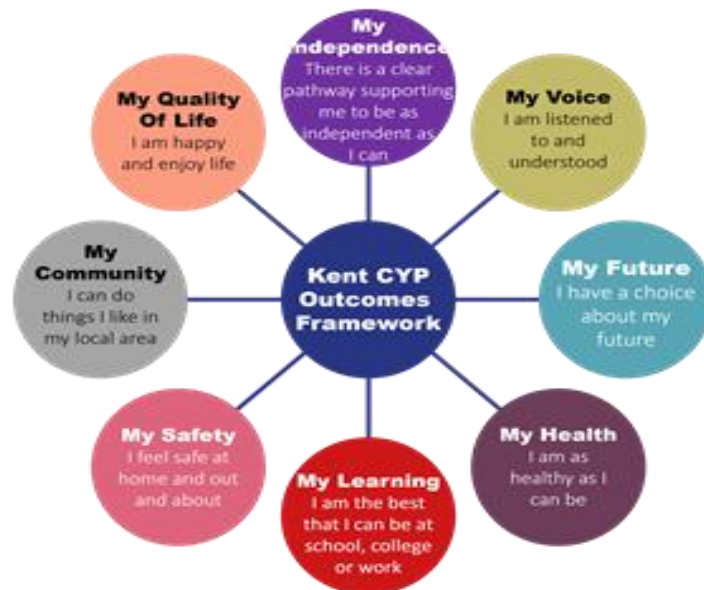 My
Independence
There is a clear
pathway supporting
me to be as
independent as
I can
My Voice
I am listened
to and
understood
My Future
I have a choice
about my
future
My Health
I am as
healthy as I
can be
My Learning
I am the best
that I can be at
school, college
or work
My Safety
I feel safe at
home and out
and about
My
Community
I can do
things I like in
my local area
My Quality
Of Life
I am happy
and enjoy life
Kent CYP
Outcomes
Framework